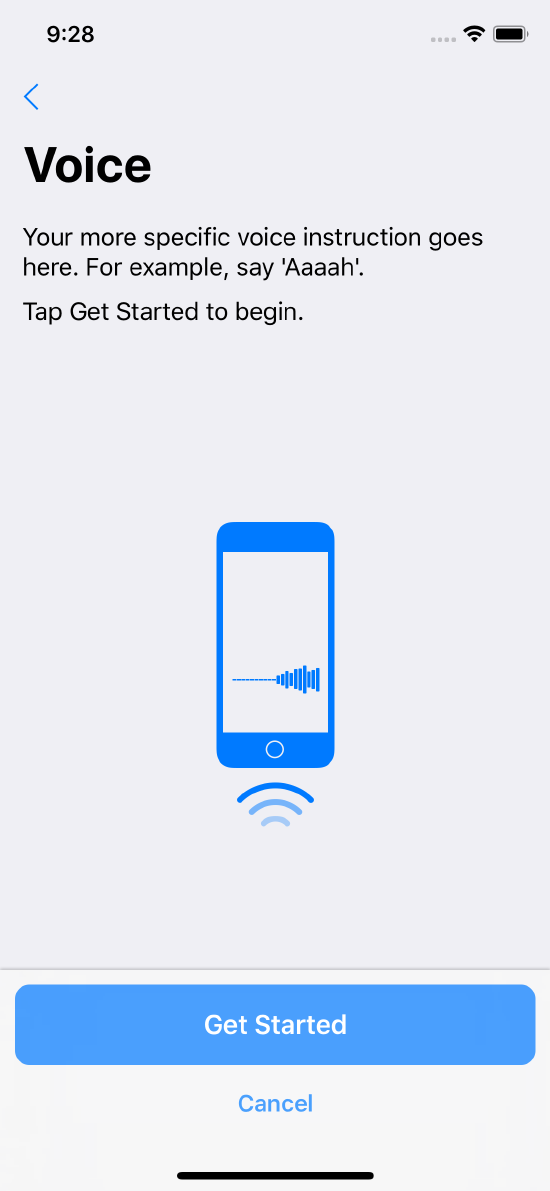 9:28
Voice
Your more specific voice instruction goes
here. For example, say 'Aaaah'.
Tap Get Started to begin.
Get Started
Cancel